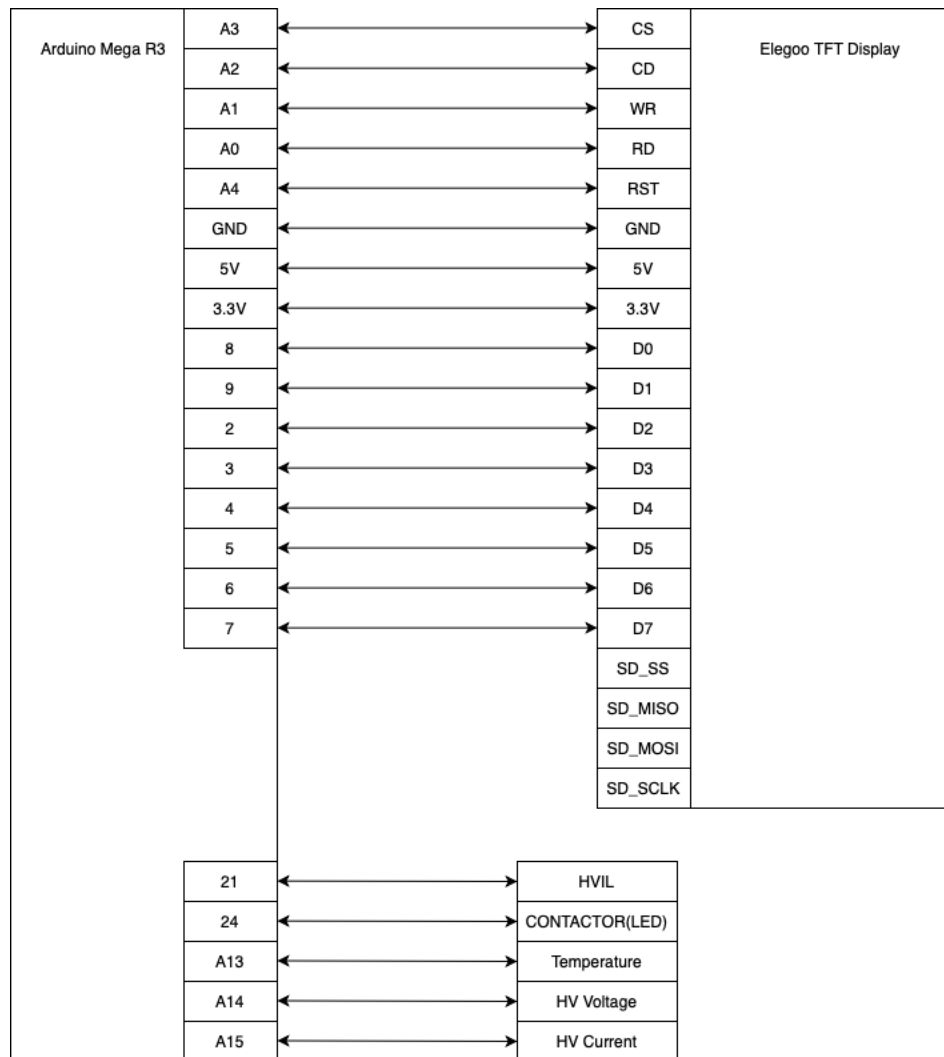 Arduino Mega R3
Elegoo TFT Display
A3 CS
A2 CD
A1 WR
A0 RD
A4 RST
GND GND
5V 5V
3.3V 3.3V
8 D0
9 D1
2 D2
3 D3
4 D4
5 D5
6 D6
7 D7
SD_SS
SD_MISO
SD_MOSI
SD_SCLK
21 HVIL
24 CONTACTOR(LED)
A13 Temperature
A14 HV Voltage
A15 HV Current